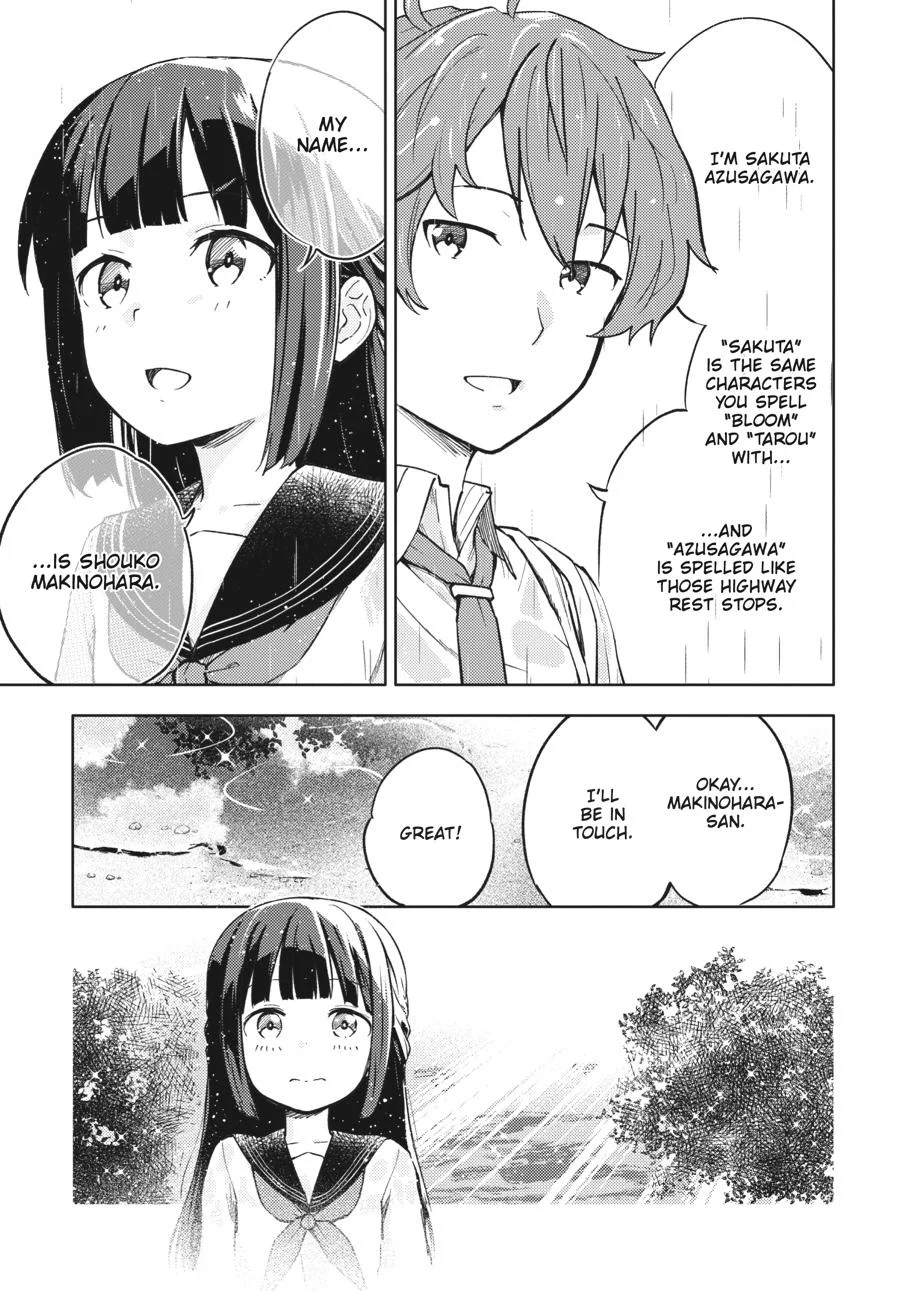 I'M SAKUTA
AZUSAGAWA.
"SAKUTA"
IS THE SAME
CHARACTERS
YOU SPELL
"BLOOM"
AND "TAROU"
WITH...
...AND
"AZUSAGAWA"
IS SPELLED LIKE
THOSE HIGHWAY
REST STOPS.
MY
NAME...
...IS SHOUKO
MAKINOHARA.
OKAY...
MAKINOHARA-
SAN.
I'LL
BE IN
TOUCH.
GREAT!